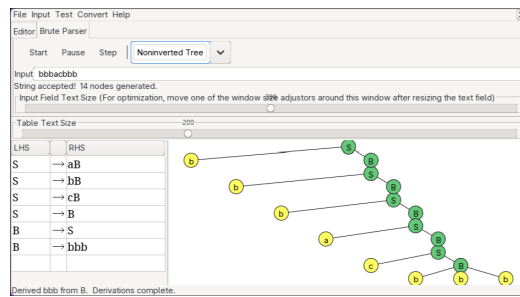 File Input Test Convert Help
Editor Brute Parser
Start Pause Step Noninverted Tree
Input bbbacbbb
String accepted! 14 nodes generated.
Input Field Text Size (For optimization, move one of the window size adjustors around this window after resizing the text field)
Table Text Size
200
LHS RHS
S → aB
S → bB
S → cB
S → B
B → S
B → bbb
S
b B
S
b B
S
b B
S
a B
S
c B
b b b
Derived bbb from B. Derivations complete.